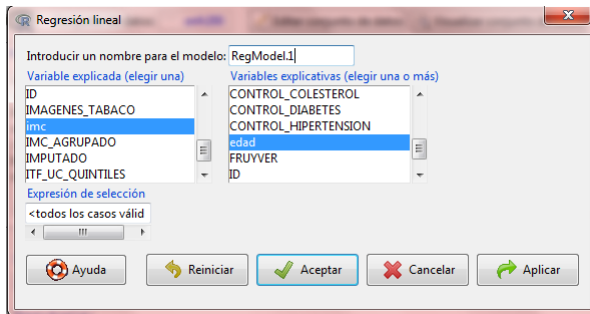 Regresión lineal
Introducir un nombre para el modelo: RegModel.1
Variable explicada (elegir una)
Variables explicativas (elegir una o más)
ID
IMAGENES_TABACO
imc
IMC_AGRUPADO
IMPUTADO
ITF_UC_QUINTILES
CONTROL_COLESTEROL
CONTROL_DIABETES
CONTROL_HIPERTENSION
edad
FRUYVER
ID
Expresión de selección
<todos los casos válid
Ayuda
Reiniciar
Aceptar
Cancelar
Aplicar